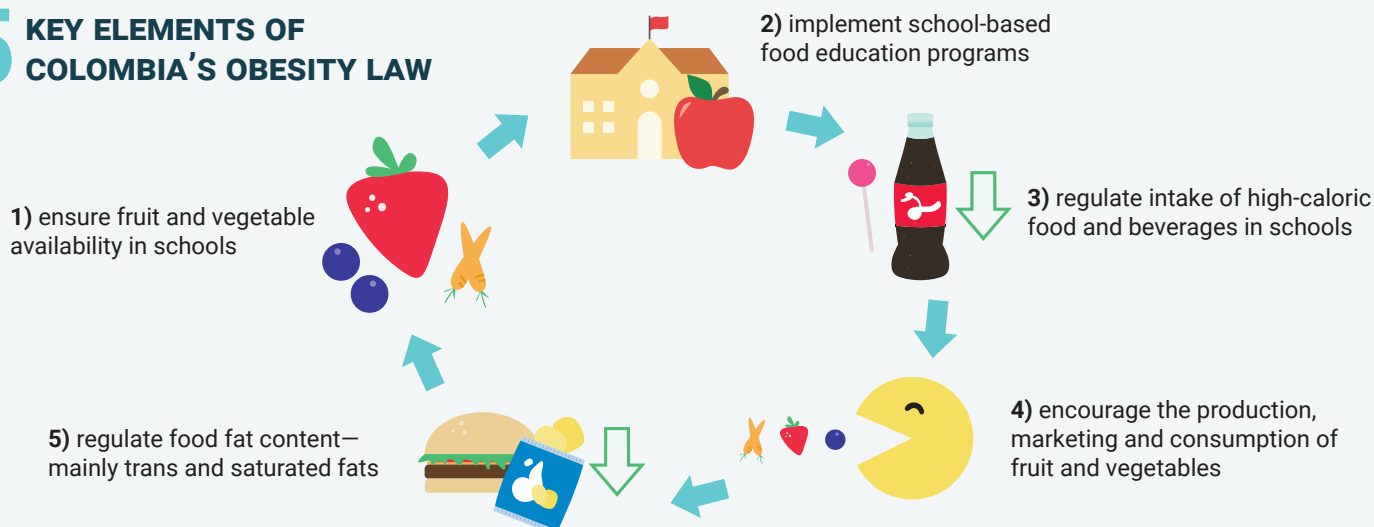 5 KEY ELEMENTS OF
COLOMBIA'S OBESITY LAW
1) ensure fruit and vegetable
availability in schools
2) implement school-based
food education programs
3) regulate intake of high-caloric
food and beverages in schools
4) encourage the production,
marketing and consumption of
fruit and vegetables
5) regulate food fat content—
mainly trans and saturated fats